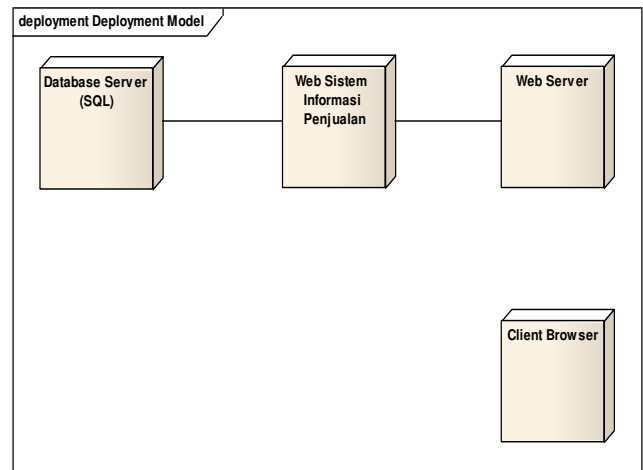 deployment Deployment Model
Database Server
(SQL)
Web Sistem
Informasi
Penjualan
Web Server
Client Browser